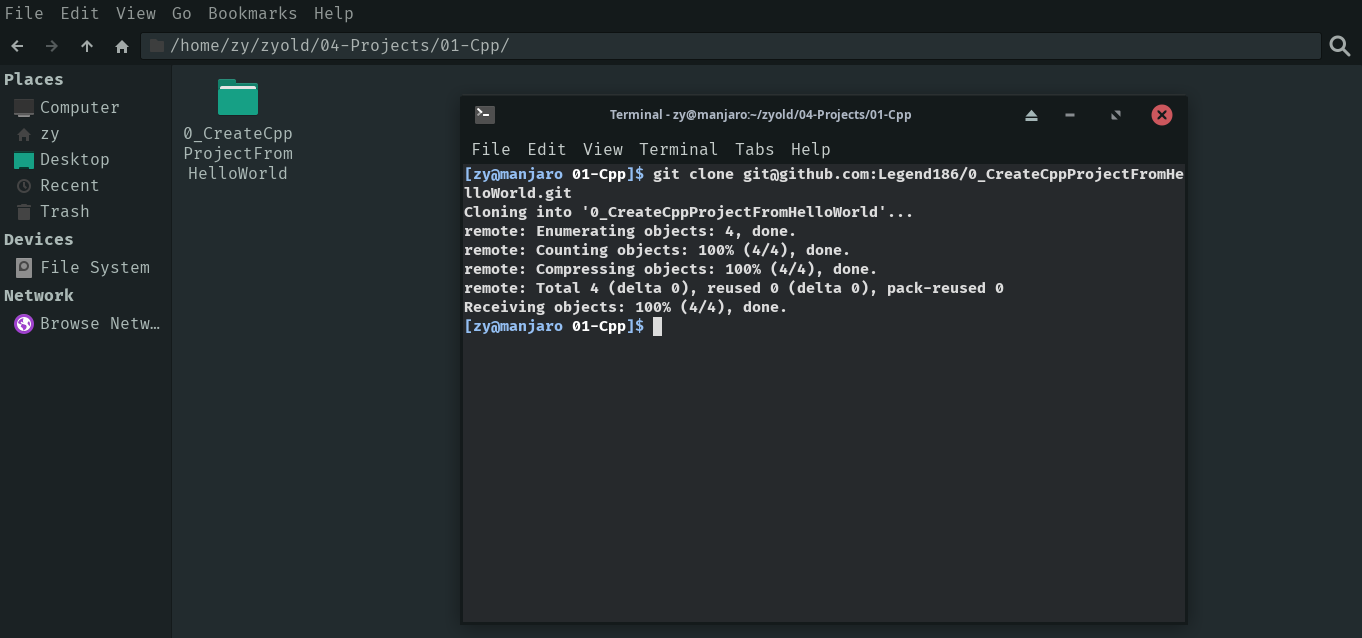 File Edit View Go Bookmarks Help
/home/zy/zyold/04-Projects/01-Cpp/
Places
Computer
zy
Desktop
Recent
Trash
Devices
File System
Network
Browse Netw…
0_CreateCpp
ProjectFrom
HelloWorld
Terminal - zy@manjaro:~/zyold/04-Projects/01-Cpp
File Edit View Terminal Tabs Help
[zy@manjaro 01-Cpp]$ git clone git@github.com:Legend186/0_CreateCppProjectFromHe
lloWorld.git
Cloning into '0_CreateCppProjectFromHelloWorld'...
remote: Enumerating objects: 4, done.
remote: Counting objects: 100% (4/4), done.
remote: Compressing objects: 100% (4/4), done.
remote: Total 4 (delta 0), reused 0 (delta 0), pack-reused 0
Receiving objects: 100% (4/4), done.
[zy@manjaro 01-Cpp]$